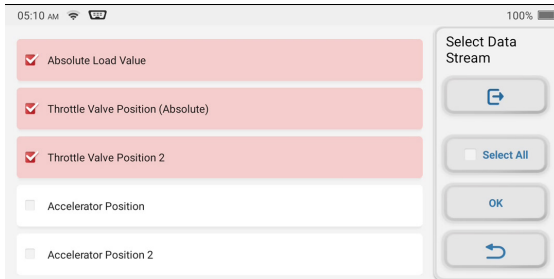 05:10 AM
100%
Absolute Load Value
Throttle Valve Position (Absolute)
Throttle Valve Position 2
Accelerator Position
Accelerator Position 2
Select Data
Stream
Select All
OK